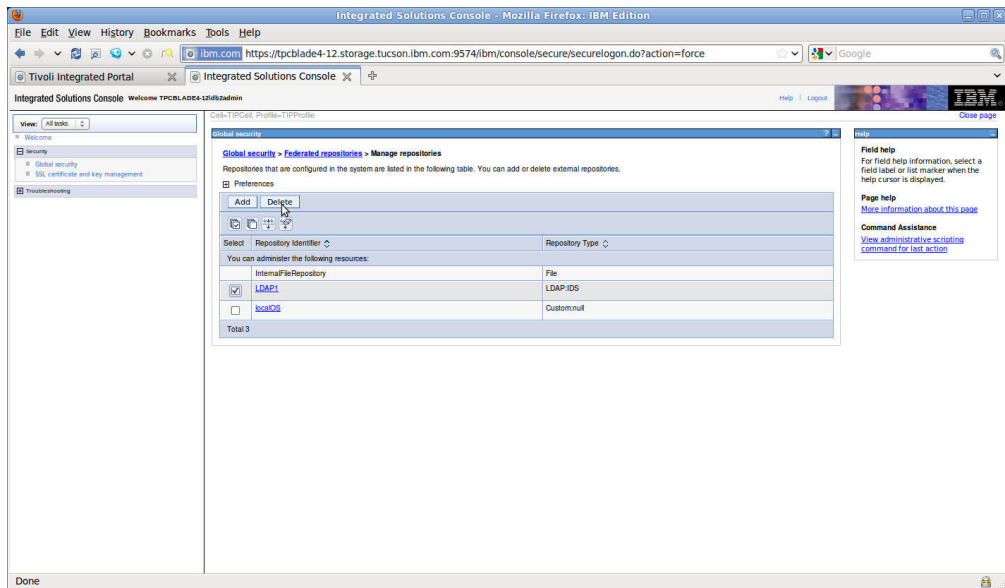 Integrated Solutions Console - Mozilla Firefox: IBM Edition
File Edit View History Bookmarks Tools Help
ibm.com https://tpcblade4-12.storage.tucson.ibm.com:9574/ibm/console/secure/securelogon.do?action=force
Google
Tivoli Integrated Portal
Integrated Solutions Console
Integrated Solutions Console Welcome TPCBLADE4-12\db2admin
Help | Logout
IBM.
View: All tasks
Welcome
Security
Global security
SSL certificate and key management
Troubleshooting
Cell=TIPCell, Profile=TIPProfile
Close page
Global security
Global security > Federated repositories > Manage repositories
Repositories that are configured in the system are listed in the following table. You can add or delete external repositories.
Preferences
Add Delete
Select Repository Identifier Repository Type
You can administer the following resources:
InternalFileRepository File
LDAP1 LDAP:IDS
localOS Custom:null
Total 3
Help
Field help
For field help information, select a
field label or list marker when the
help cursor is displayed.
Page help
More information about this page
Command Assistance
View administrative scripting
command for last action
Done